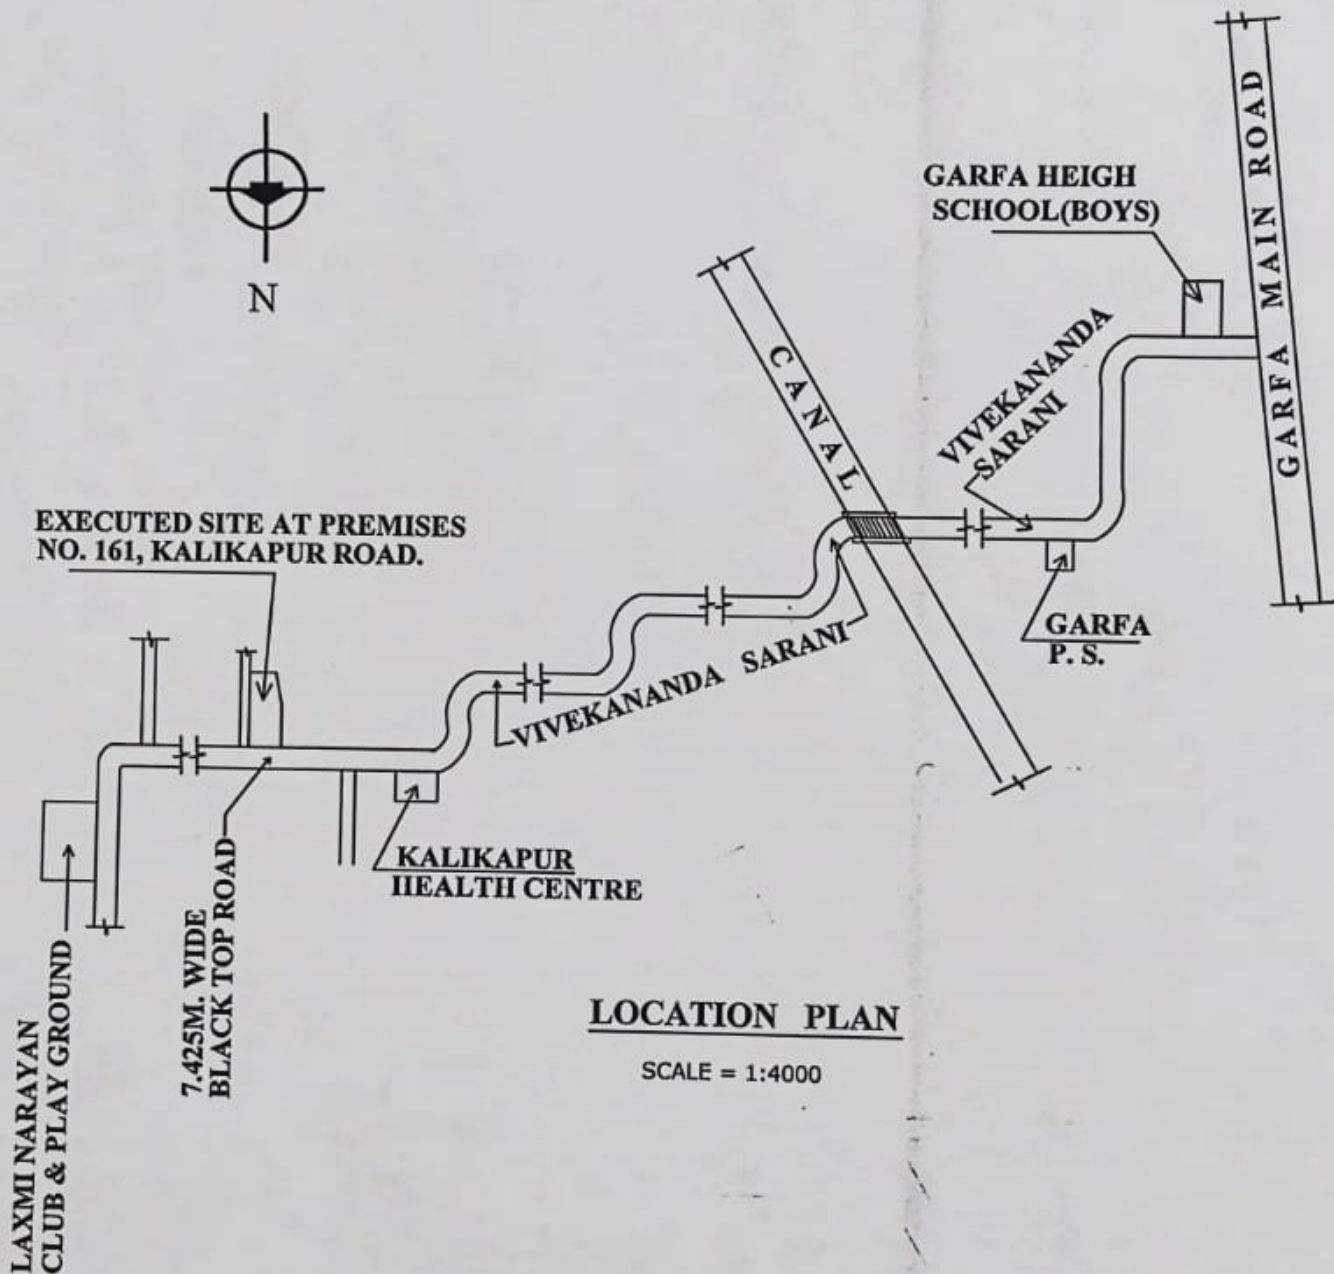 N
GARFA HEIGH
SCHOOL(BOYS)
GARFA MAIN ROAD
CANAL
VIVEKANANDA
SARANI
EXECUTED SITE AT PREMISES
NO. 161, KALIKAPUR ROAD.
GARFA
P. S.
VIVEKANANDA SARANI
7.425M. WIDE
BLACK TOP ROAD
KALIKAPUR
HEALTH CENTRE
LAXMI NARAYAN
CLUB & PLAY GROUND
LOCATION PLAN
SCALE = 1:4000